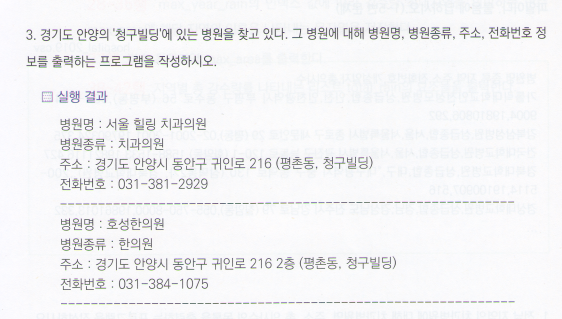 3. 경기도 안양의 '청구빌딩'에 있는 병원을 찾고 있다. 그 병원에 대해 병원명, 병원종류, 주소, 전화번호 정
보를 출력하는 프로그램을 작성하시오.
실행 결과
병원명 : 서울 힐링 치과의원
병원종류 : 치과의원
주소 : 경기도 안양시 동안구 귀인로 216 (평촌동, 청구빌딩)
전화번호 : 031-381-2929
병원명 : 호성한의원
병원종류 : 한의원
주소 : 경기도 안양시 동안구 귀인로 216 2층 (평촌동, 청구빌딩)
전화번호 : 031-384-1075